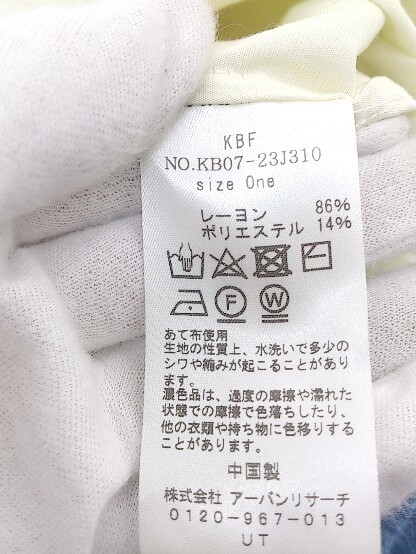 KBF
NO.KB07-23J310
size One
レーヨン 86%
ポリエステル 14%
F W
あて布使用
生地の性質上、水洗いで多少の
シワや縮みが起こることがあり
ます。
濃色品は、過度の摩擦や濡れた
状態での摩擦で色落ちしたり、
他の衣類や持ち物に色移りする
ことがあります。
中国製
株式会社 アーバンリサーチ
0120-967-013
UT